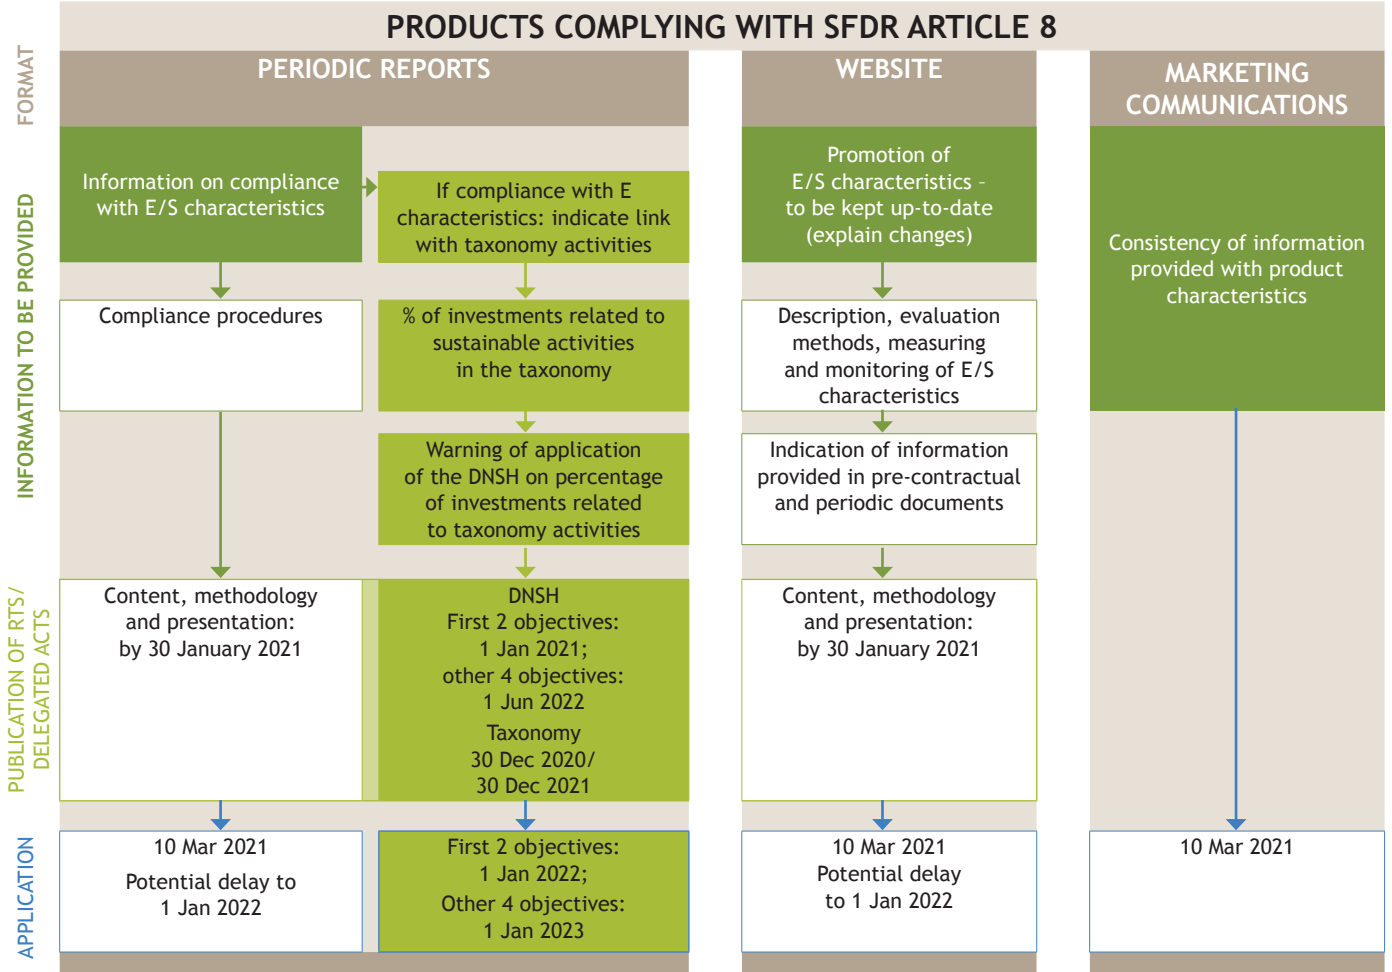 PRODUCTS COMPLYING WITH SFDR ARTICLE 8
FORMAT
PERIODIC REPORTS
WEBSITE
MARKETING
COMMUNICATIONS
INFORMATION TO BE PROVIDED
Information on compliance
with E/S characteristics
If compliance with E
characteristics: indicate link
with taxonomy activities
Promotion of
E/S characteristics –
to be kept up-to-date
(explain changes)
Consistency of information
provided with product
characteristics
Compliance procedures
% of investments related to
sustainable activities
in the taxonomy
Description, evaluation
methods, measuring
and monitoring of E/S
characteristics
Warning of application
of the DNSH on percentage
of investments related
to taxonomy activities
Indication of information
provided in pre-contractual
and periodic documents
PUBLICATION OF RTS/
DELEGATED ACTS
Content, methodology
and presentation:
by 30 January 2021
DNSH
First 2 objectives:
1 Jan 2021;
other 4 objectives:
1 Jun 2022
Taxonomy
30 Dec 2020/
30 Dec 2021
Content, methodology
and presentation:
by 30 January 2021
APPLICATION
10 Mar 2021
Potential delay to
1 Jan 2022
First 2 objectives:
1 Jan 2022;
Other 4 objectives:
1 Jan 2023
10 Mar 2021
Potential delay
to 1 Jan 2022
10 Mar 2021